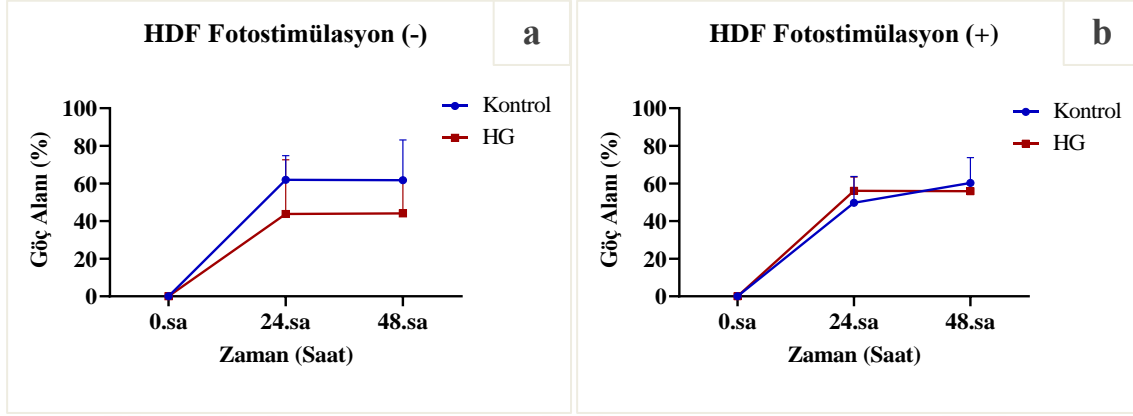 HDF Fotostimülasyon (-)
a
Kontrol
HG
Göç Alanı (%)
100
80
60
40
20
0
0.sa 24.sa 48.sa
Zaman (Saat)
HDF Fotostimülasyon (+)
b
Kontrol
HG
Göç Alanı (%)
100
80
60
40
20
0
0.sa 24.sa 48.sa
Zaman (Saat)